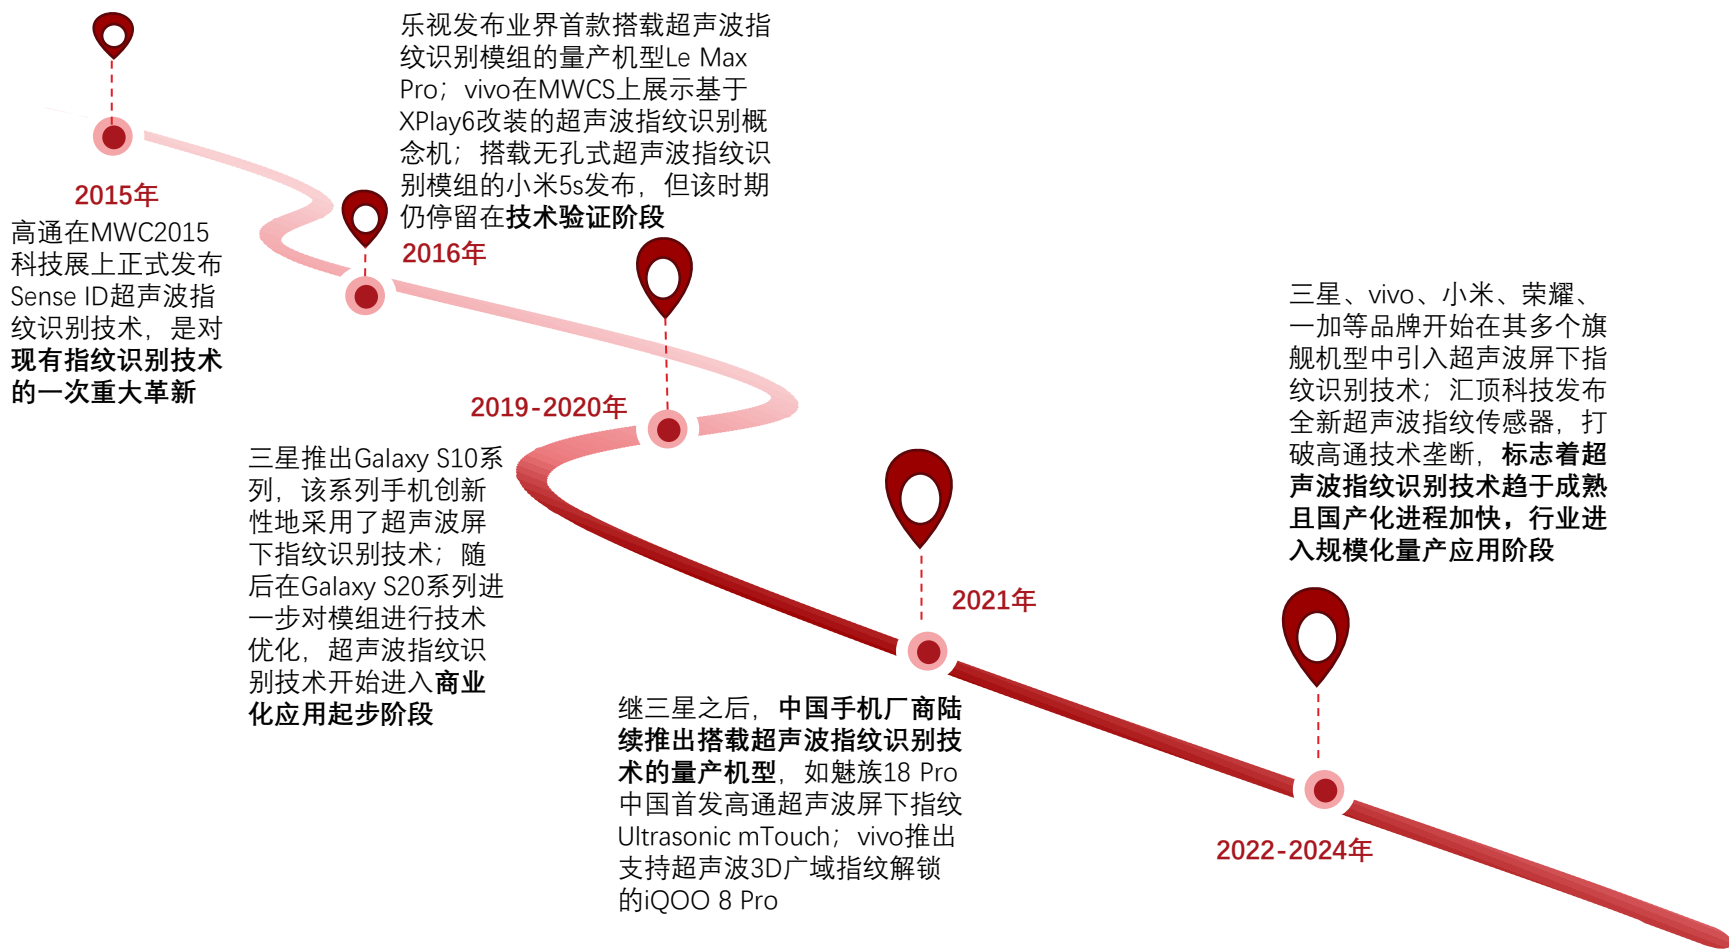 2015年
高通在MWC2015
科技展上正式发布
Sense ID超声波指
纹识别技术，是对
现有指纹识别技术
的一次重大革新
乐视发布业界首款搭载超声波指
纹识别模组的量产机型Le Max
Pro；vivo在MWCS上展示基于
XPlay6改装的超声波指纹识别概
念机；搭载无孔式超声波指纹识
别模组的小米5s发布，但该时期
仍停留在技术验证阶段
2016年
2019-2020年
三星推出Galaxy S10系
列，该系列手机创新
性地采用了超声波屏
下指纹识别技术；随
后在Galaxy S20系列进
一步对模组进行技术
优化，超声波指纹识
别技术开始进入商业
化应用起步阶段
2021年
继三星之后，中国手机厂商陆
续推出搭载超声波指纹识别技
术的量产机型，如魅族18 Pro
中国首发高通超声波屏下指纹
Ultrasonic mTouch；vivo推出
支持超声波3D广域指纹解锁
的iQOO 8 Pro
三星、vivo、小米、荣耀、
一加等品牌开始在其多个旗
舰机型中引入超声波屏下指
纹识别技术；汇顶科技发布
全新超声波指纹传感器，打
破高通技术垄断，标志着超
声波指纹识别技术趋于成熟
且国产化进程加快，行业进
入规模化量产应用阶段
2022-2024年